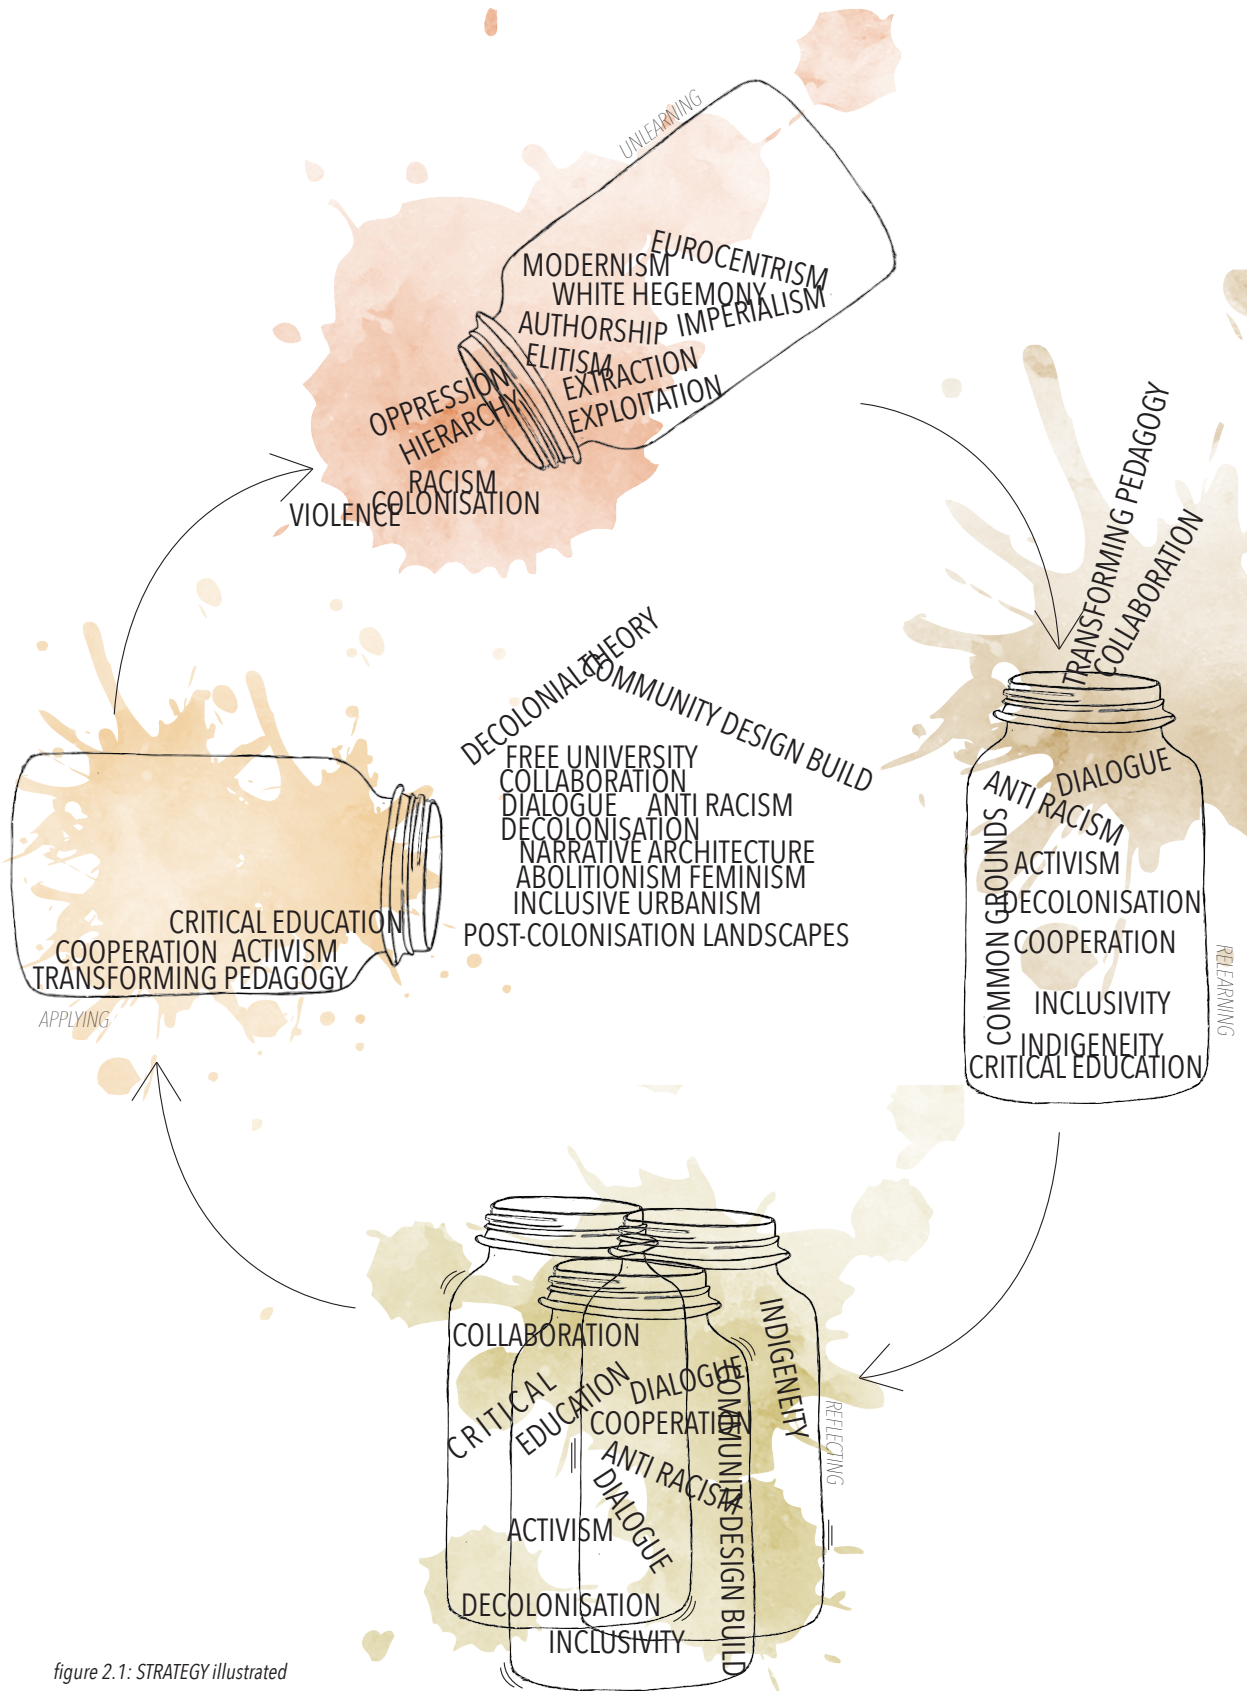 UNLEARNING
EUROCENTRISM
MODERNISM
WHITE HEGEMONY
IMPERIALISM
AUTHORSHIP
ELITISM
EXTRACTION
EXPLOITATION
OPPRESSION
HIERARCHY
RACISM
COLONISATION
VIOLENCE
TRANSFORMING PEDAGOGY
COLLABORATION
DIALOGUE
ANTI RACISM
COMMON GROUNDS
ACTIVISM
DECOLONISATION
COOPERATION
INCLUSIVITY
INDIGENEITY
CRITICAL EDUCATION
RELEARNING
DECOLONIAL THEORY
COMMUNITY DESIGN BUILD
FREE UNIVERSITY
COLLABORATION
DIALOGUE ANTI RACISM
DECOLONISATION
NARRATIVE ARCHITECTURE
ABOLITIONISM FEMINISM
INCLUSIVE URBANISM
POST-COLONISATION LANDSCAPES
CRITICAL EDUCATION
COOPERATION ACTIVISM
TRANSFORMING PEDAGOGY
APPLYING
COLLABORATION
CRITICAL
EDUCATION
DIALOGUE
COOPERATION
INDIGENEITY
COMMUNITY DESIGN BUILD
ANTI RACISM
DIALOGUE
ACTIVISM
DECOLONISATION
INCLUSIVITY
REFLECTING
figure 2.1: STRATEGY illustrated